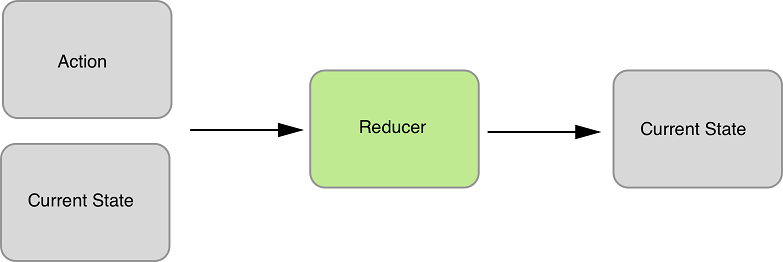 Action
Current State
Reducer
Current State